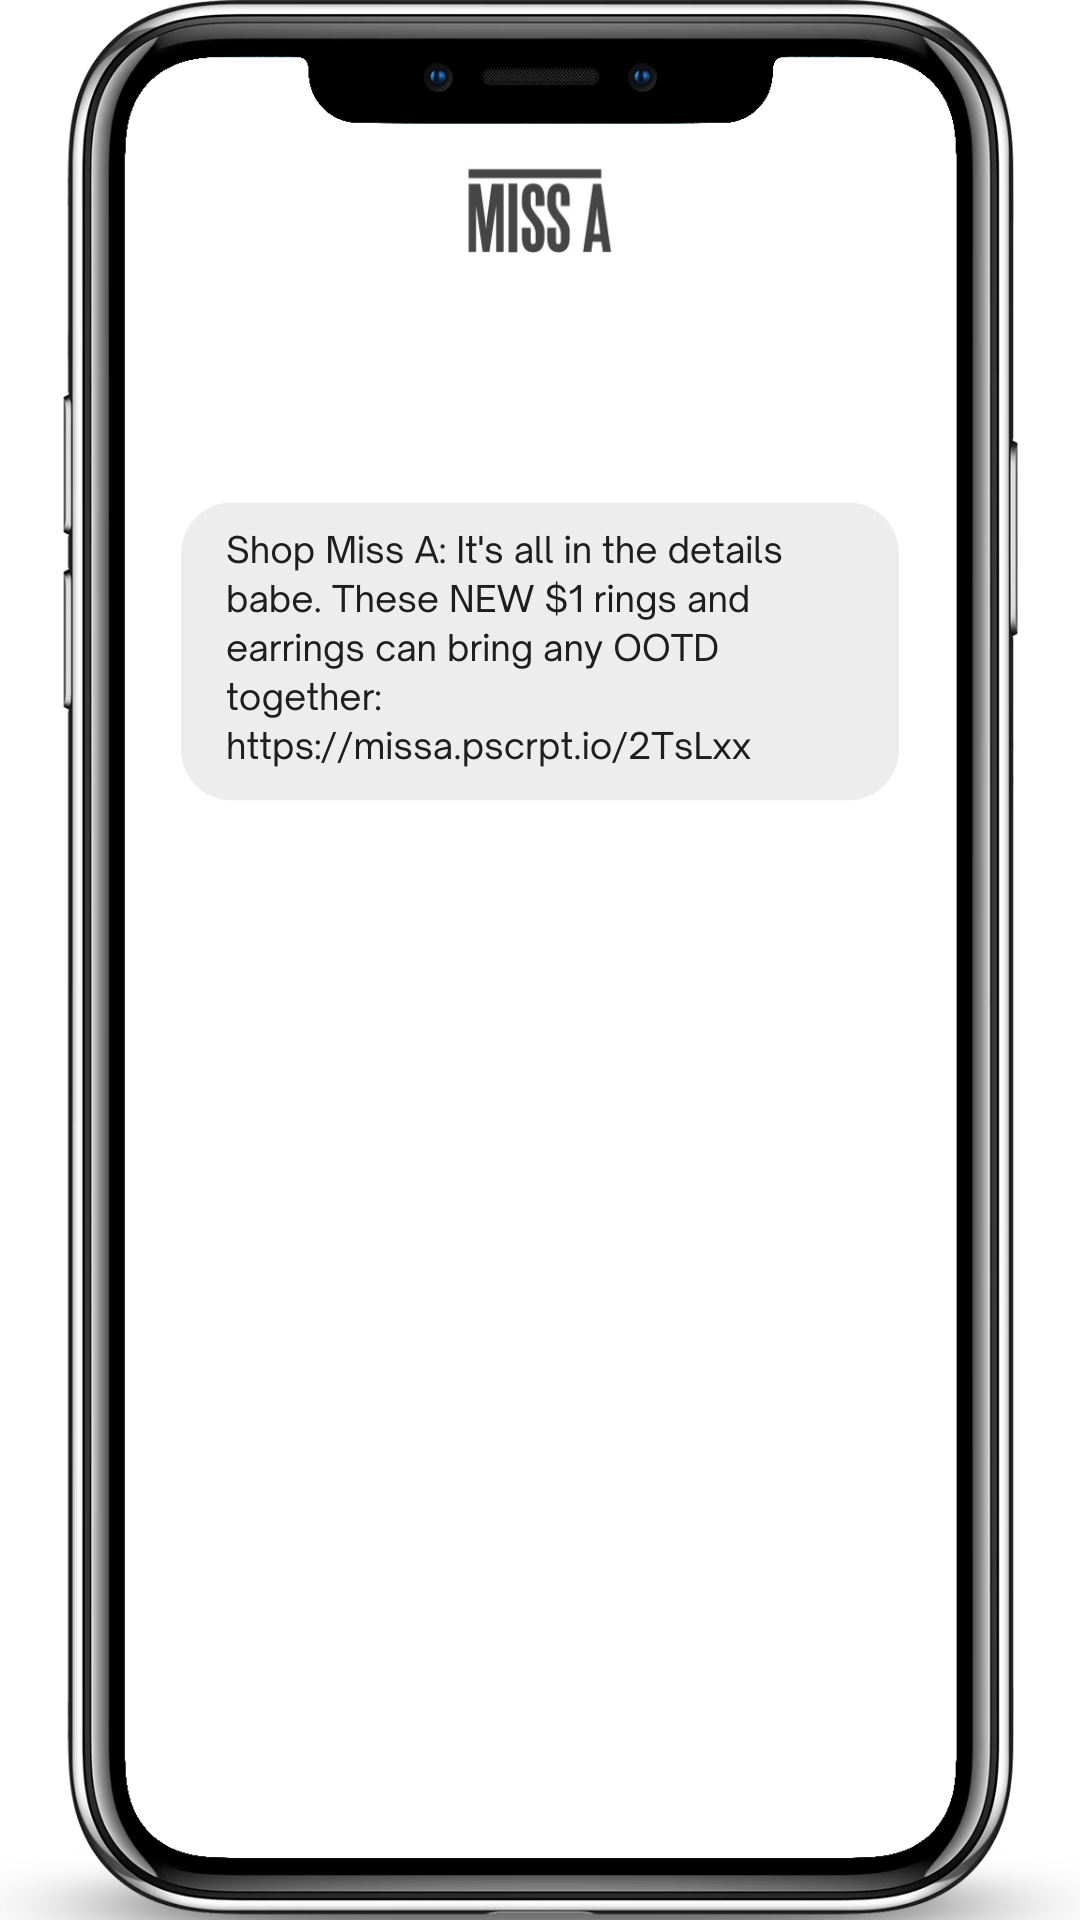 MISS A
Shop Miss A: It's all in the details
babe. These NEW $1 rings and
earrings can bring any OOTD
together:
https://missa.pscrpt.io/2TsLxx